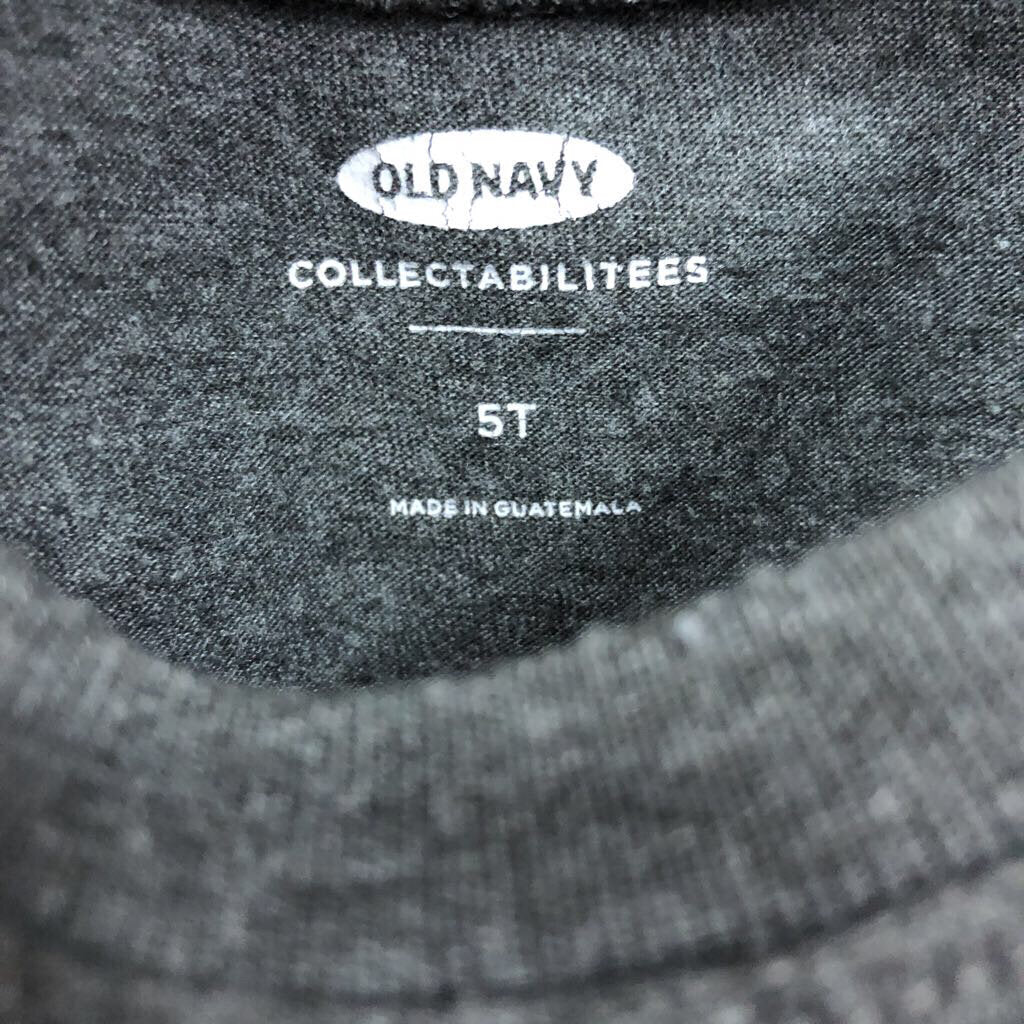 OLD NAVY
COLLECTABILITEES
5T
MADE IN GUATEMALA